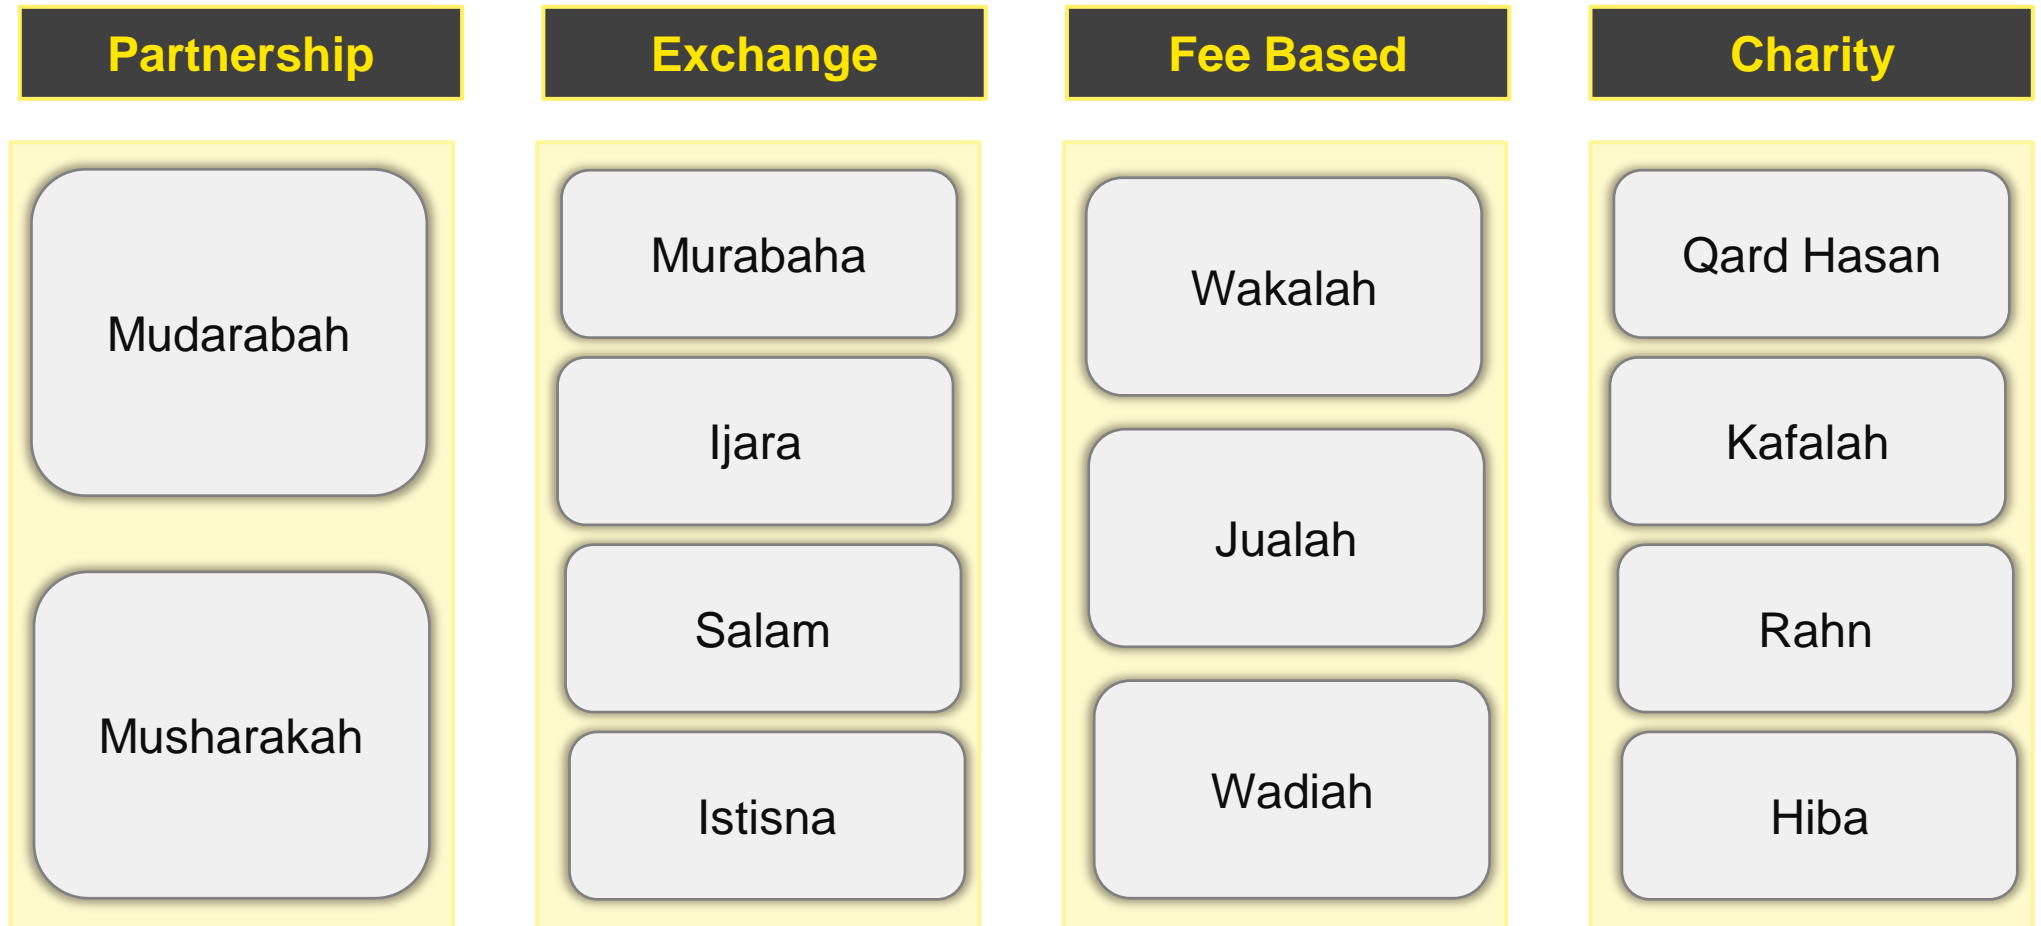 Partnership
Mudarabah
Musharakah
Exchange
Murabaha
Ijara
Salam
Istisna
Fee Based
Wakalah
Jualah
Wadiah
Charity
Qard Hasan
Kafalah
Rahn
Hiba